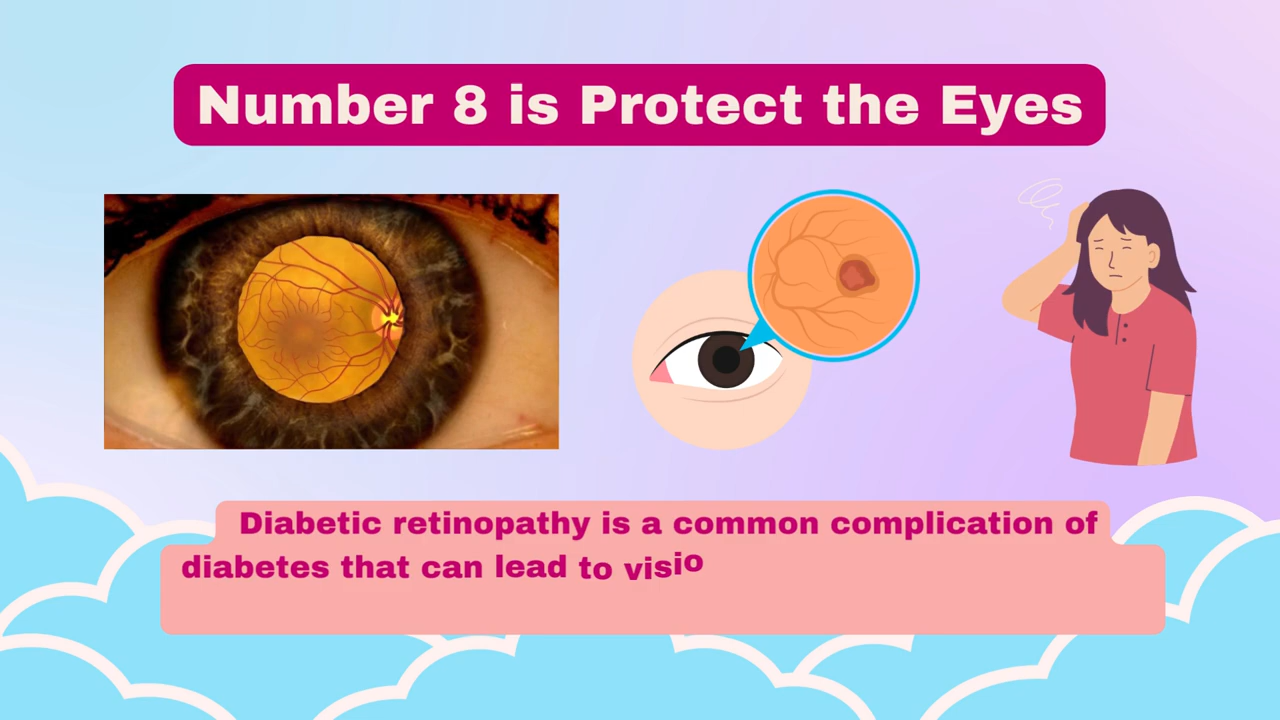 Number 8 is Protect the Eyes
Diabetic retinopathy is a common complication of
diabetes that can lead to visio